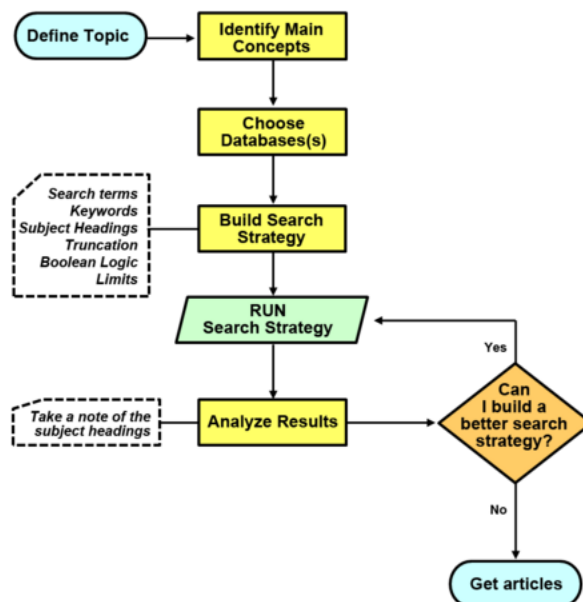 Define Topic
Identify Main
Concepts
Choose
Databases(s)
Search terms
Keywords
Subject Headings
Truncation
Boolean Logic
Limits
Build Search
Strategy
RUN
Search Strategy
Yes
Take a note of the
subject headings
Analyze Results
Can
I build a
better search
strategy?
No
Get articles